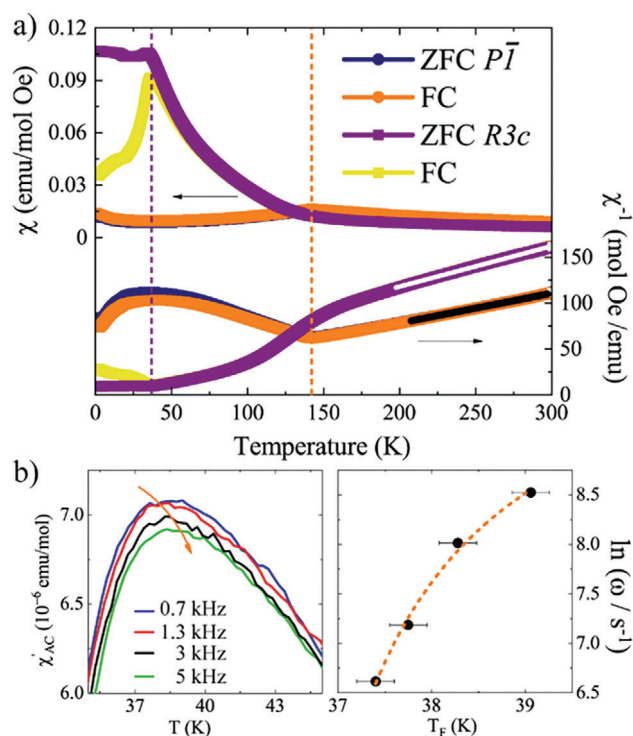 a)
0.12
0.09
0.06
0.03
0
χ (emu/mol Oe)
ZFC P1̄
FC
ZFC R3c
FC
χ⁻¹ (mol Oe /emu)
150
100
75
50
25
0
0 50 100 150 200 250 300
Temperature (K)
b)
7.0
6.5
6.0
χ'AC (10⁻⁶ emu/mol)
0.7 kHz
1.3 kHz
3 kHz
5 kHz
37 40 43
T (K)
8.5
8.0
7.5
7.0
6.5
ln (ω / s⁻¹)
37 38 39
TF (K)